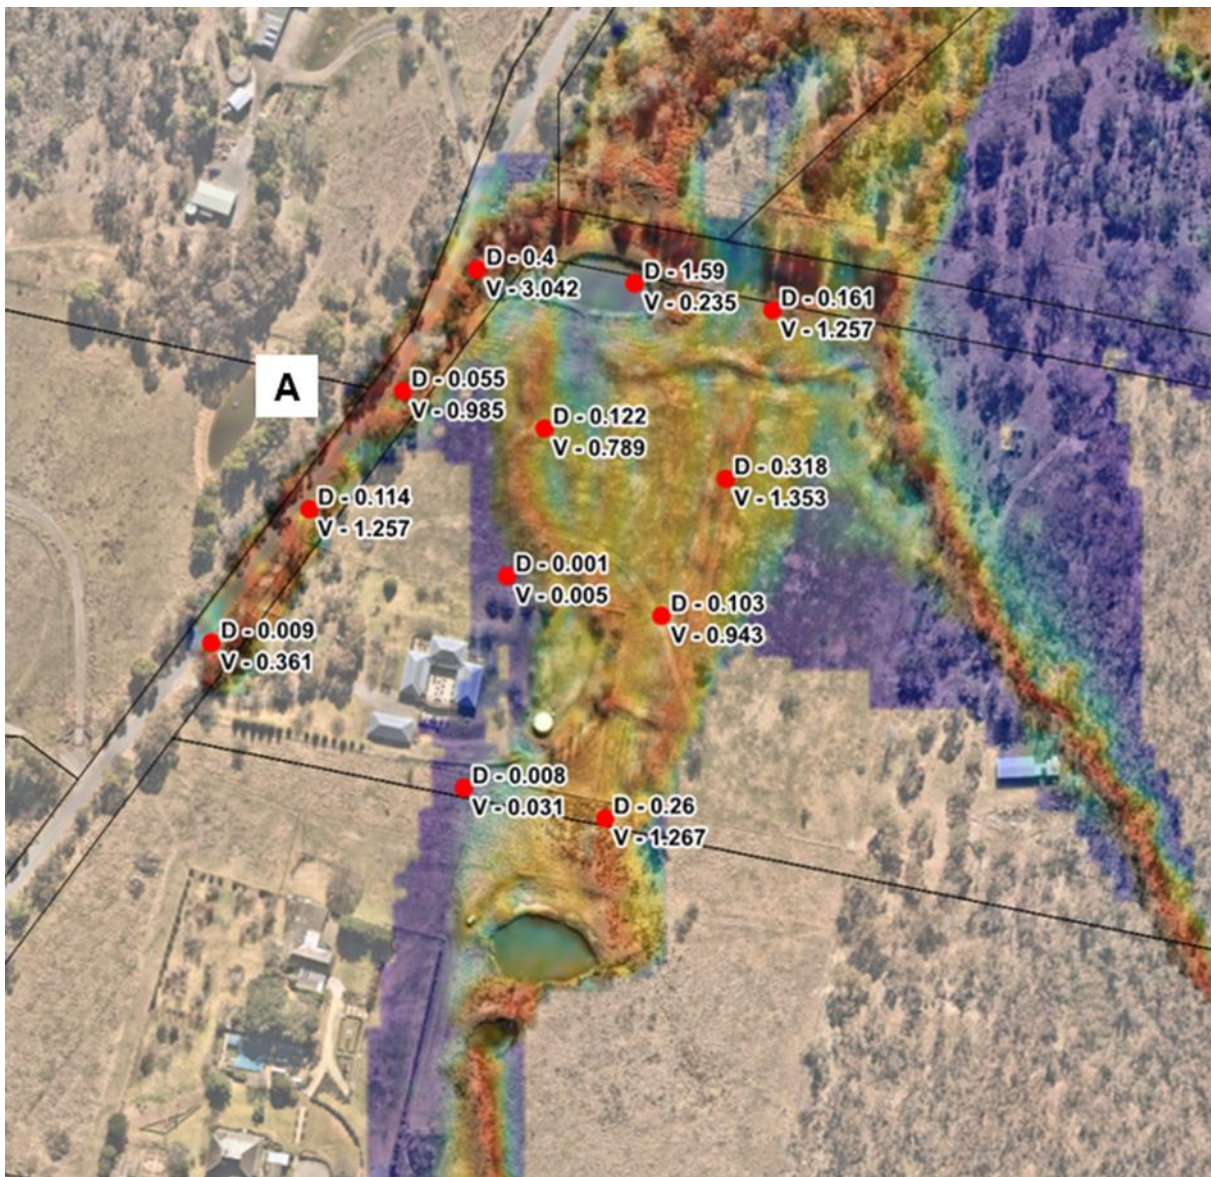 D - 0.4
V - 3.042
D - 1.59
V - 0.235
D - 0.161
V - 1.257
A
D - 0.055
V - 0.985
D - 0.122
V - 0.789
D - 0.318
V - 1.353
D - 0.114
V - 1.257
D - 0.001
V - 0.005
D - 0.103
V - 0.943
D - 0.009
V - 0.361
D - 0.008
V - 0.031
D - 0.26
V - 1.267